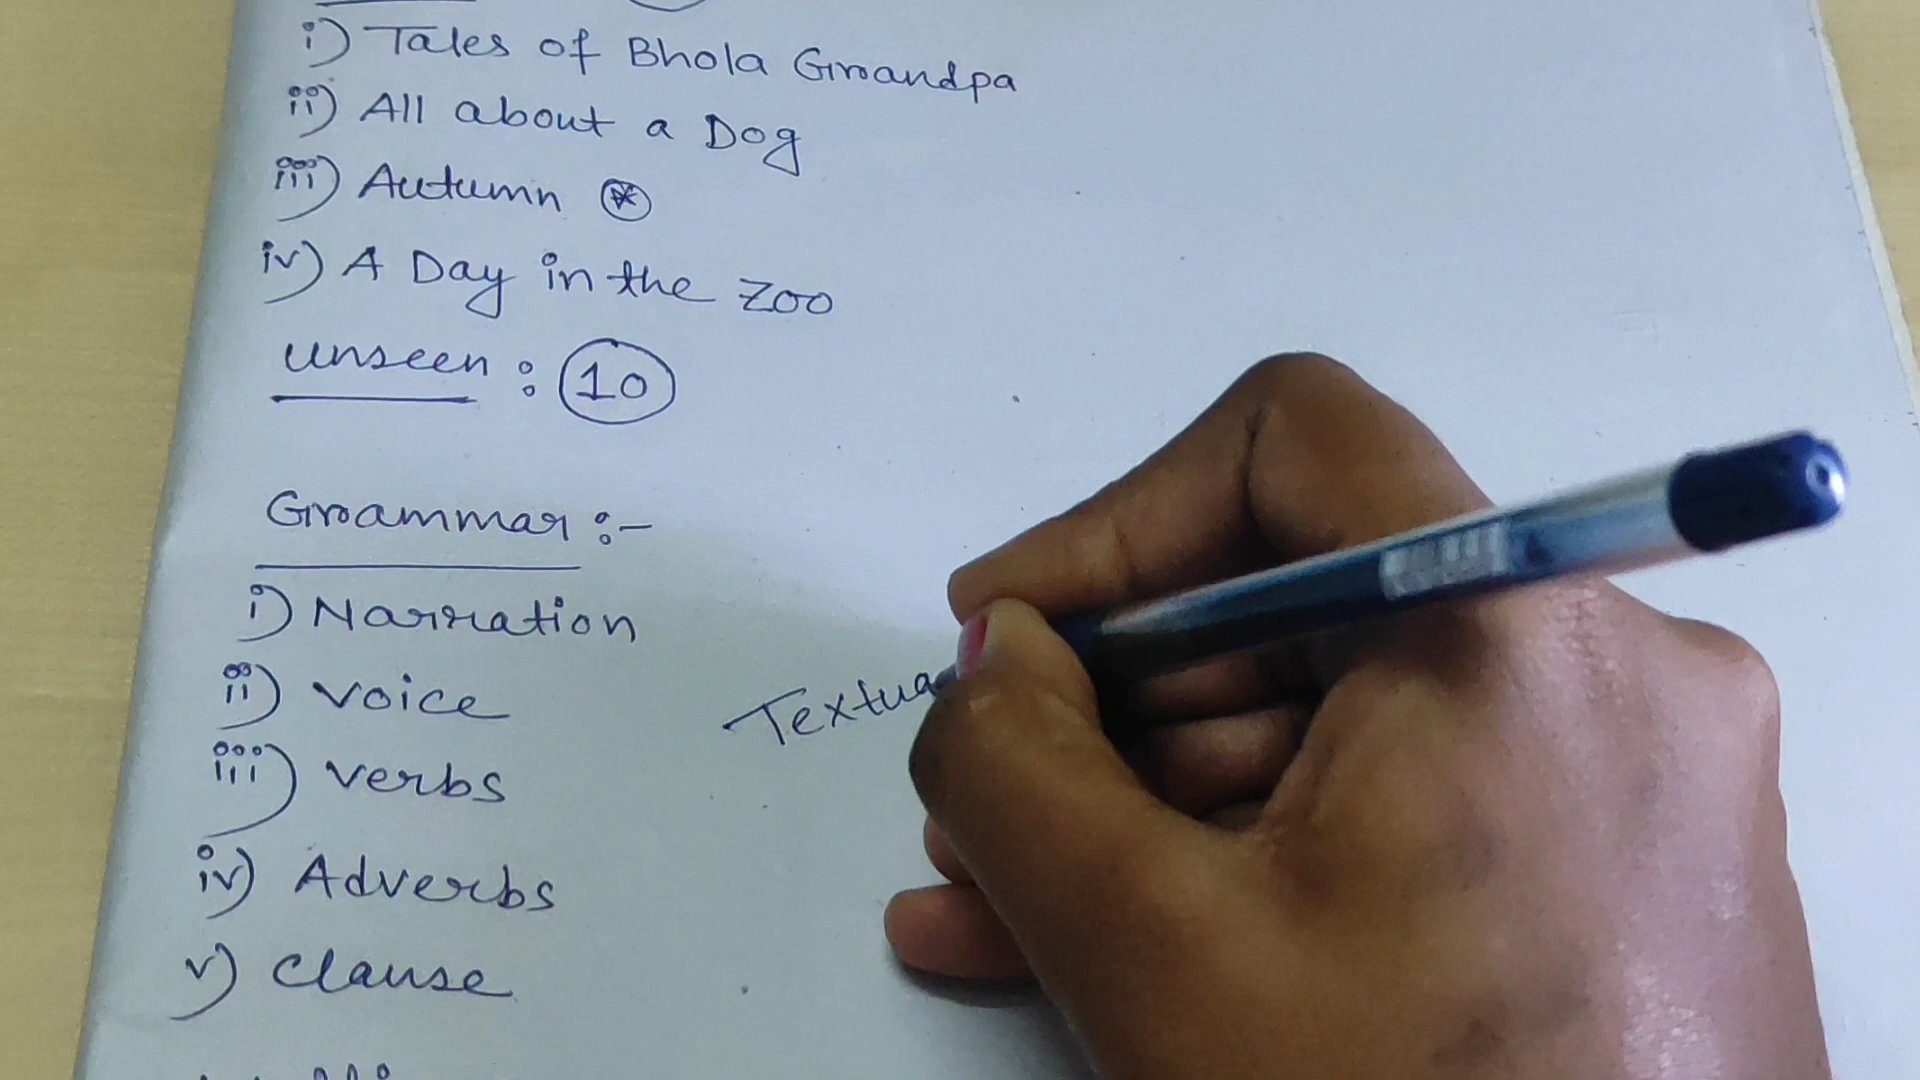 i) Tales of Bhola Grandpa
ii) All about a Dog
iii) Autumn
iv) A Day in the Zoo
unseen : 10
Grammar :-
i) Narration
ii) voice
Textua
iii) verbs
iv) Adverbs
v) clause